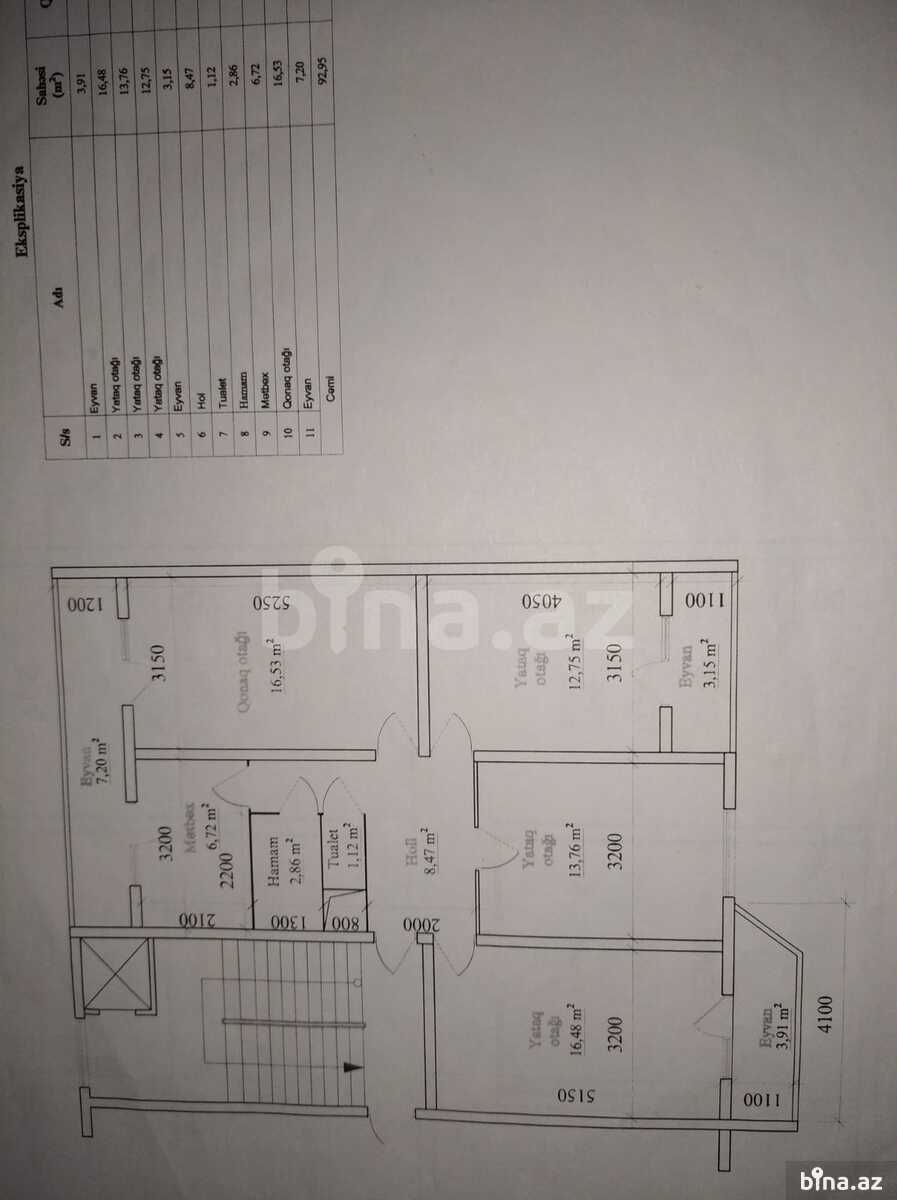 Eksplikasiya
S/s Adı Sahəsi (m²)
1 Eyvan 3,91
2 Yataq otağı 16,48
3 Yataq otağı 13,76
4 Yataq otağı 12,75
5 Eyvan 3,15
6 Hol 8,47
7 Tualet 1,12
8 Hamam 2,86
9 Mətbəx 6,72
10 Qonaq otağı 16,53
11 Eyvan 7,20
Cəmi 92,95
1200
5250
4050
1100
3150
Qonaq otağı
16,53 m²
Yataq
otağı
12,75 m²
3150
Eyvan
3,15 m²
Eyvan
7,20 m²
3200
Mətbəx
6,72 m²
2200
Hamam
2,86 m²
Tualet
1,12 m²
Holl
8,47 m²
Yataq
otağı
13,76 m²
3200
2100
1300
800
2000
Yataq
otağı
16,48 m²
3200
Eyvan
3,91 m²
4100
5150
1100
bina.az
bina.az